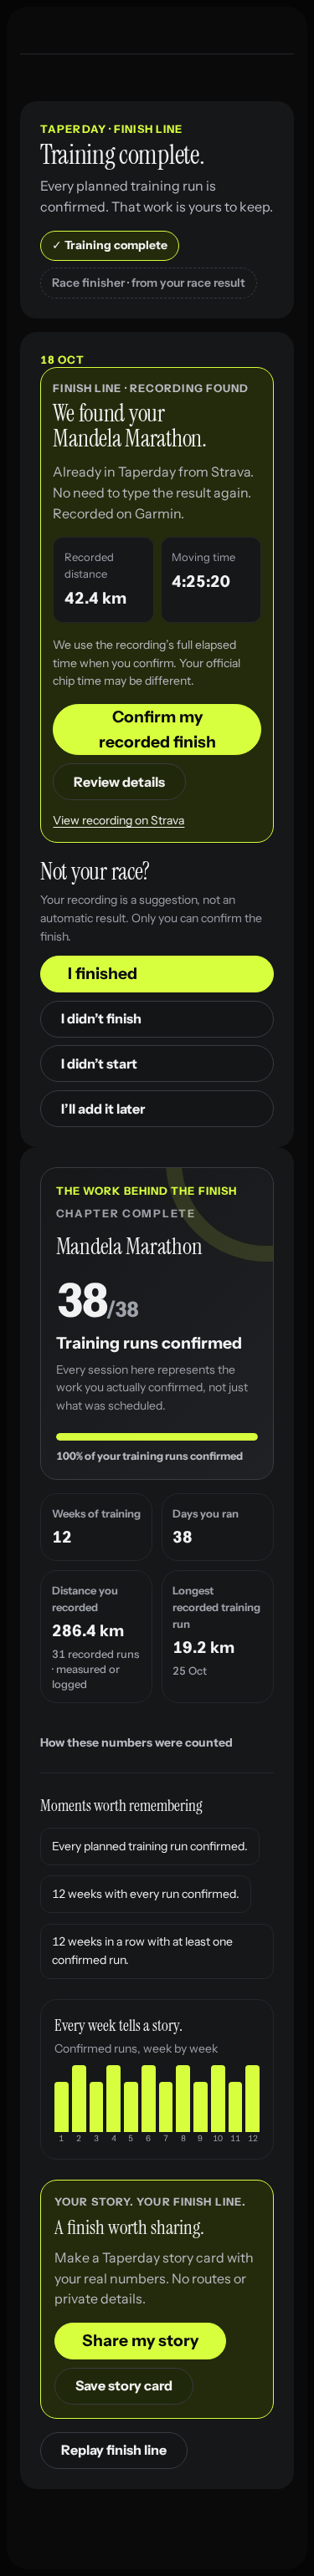 TAPERDAY · FINISH LINE
Training complete.
Every planned training run is
confirmed. That work is yours to keep.
✓ Training complete
Race finisher · from your race result
18 OCT
FINISH LINE · RECORDING FOUND
We found your
Mandela Marathon.
Already in Taperday from Strava.
No need to type the result again.
Recorded on Garmin.
Recorded
distance
42.4 km
Moving time
4:25:20
We use the recording's full elapsed
time when you confirm. Your official
chip time may be different.
Confirm my
recorded finish
Review details
View recording on Strava
Not your race?
Your recording is a suggestion, not an
automatic result. Only you can confirm the
finish.
I finished
I didn't finish
I didn't start
I'll add it later
THE WORK BEHIND THE FINISH
CHAPTER COMPLETE
Mandela Marathon
38/38
Training runs confirmed
Every session here represents the
work you actually confirmed, not just
what was scheduled.
100% of your training runs confirmed
Weeks of training
12
Days you ran
38
Distance you
recorded
286.4 km
31 recorded runs
· measured or
logged
Longest
recorded training
run
19.2 km
25 Oct
How these numbers were counted
Moments worth remembering
Every planned training run confirmed.
12 weeks with every run confirmed.
12 weeks in a row with at least one
confirmed run.
Every week tells a story.
Confirmed runs, week by week
1 2 3 4 5 6 7 8 9 10 11 12
YOUR STORY. YOUR FINISH LINE.
A finish worth sharing.
Make a Taperday story card with
your real numbers. No routes or
private details.
Share my story
Save story card
Replay finish line